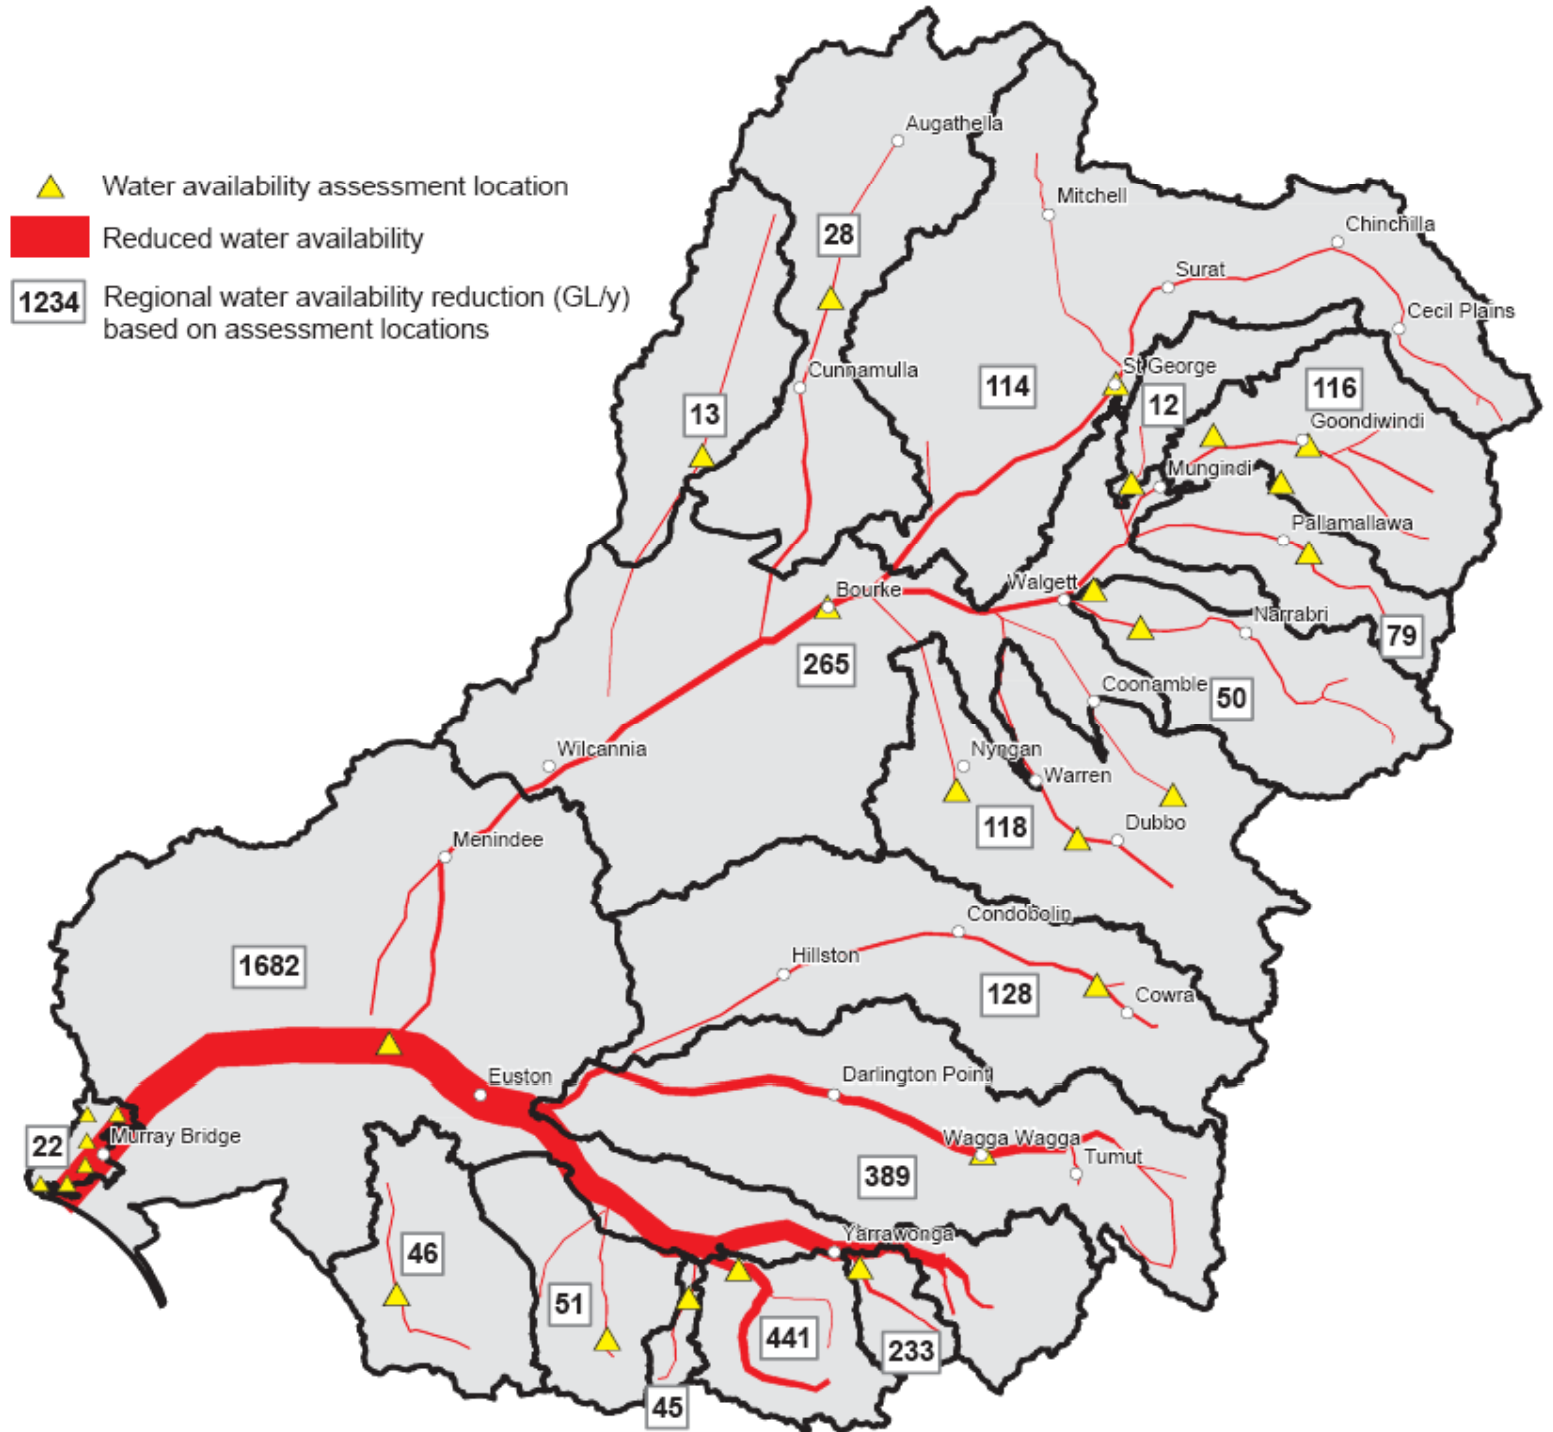 Augathella
Water availability assessment location
Mitchell
Reduced water availability
28
Chinchilla
Surat
1234
Regional water availability reduction (GL/y)
based on assessment locations
Cecil Plains
Cunnamulla
St George
114
116
12
13
Goondiwindi
Mungindi
Pallamallawa
Walgett
Bourke
Narrabri
79
265
Coonamble
50
Wilcannia
Nyngan
Warren
118
Dubbo
Menindee
Condobolin
Hillston
1682
128
Cowra
Darlington Point
Euston
22
Murray Bridge
Wagga Wagga
Tumut
389
Yarrawonga
46
51
441
233
45